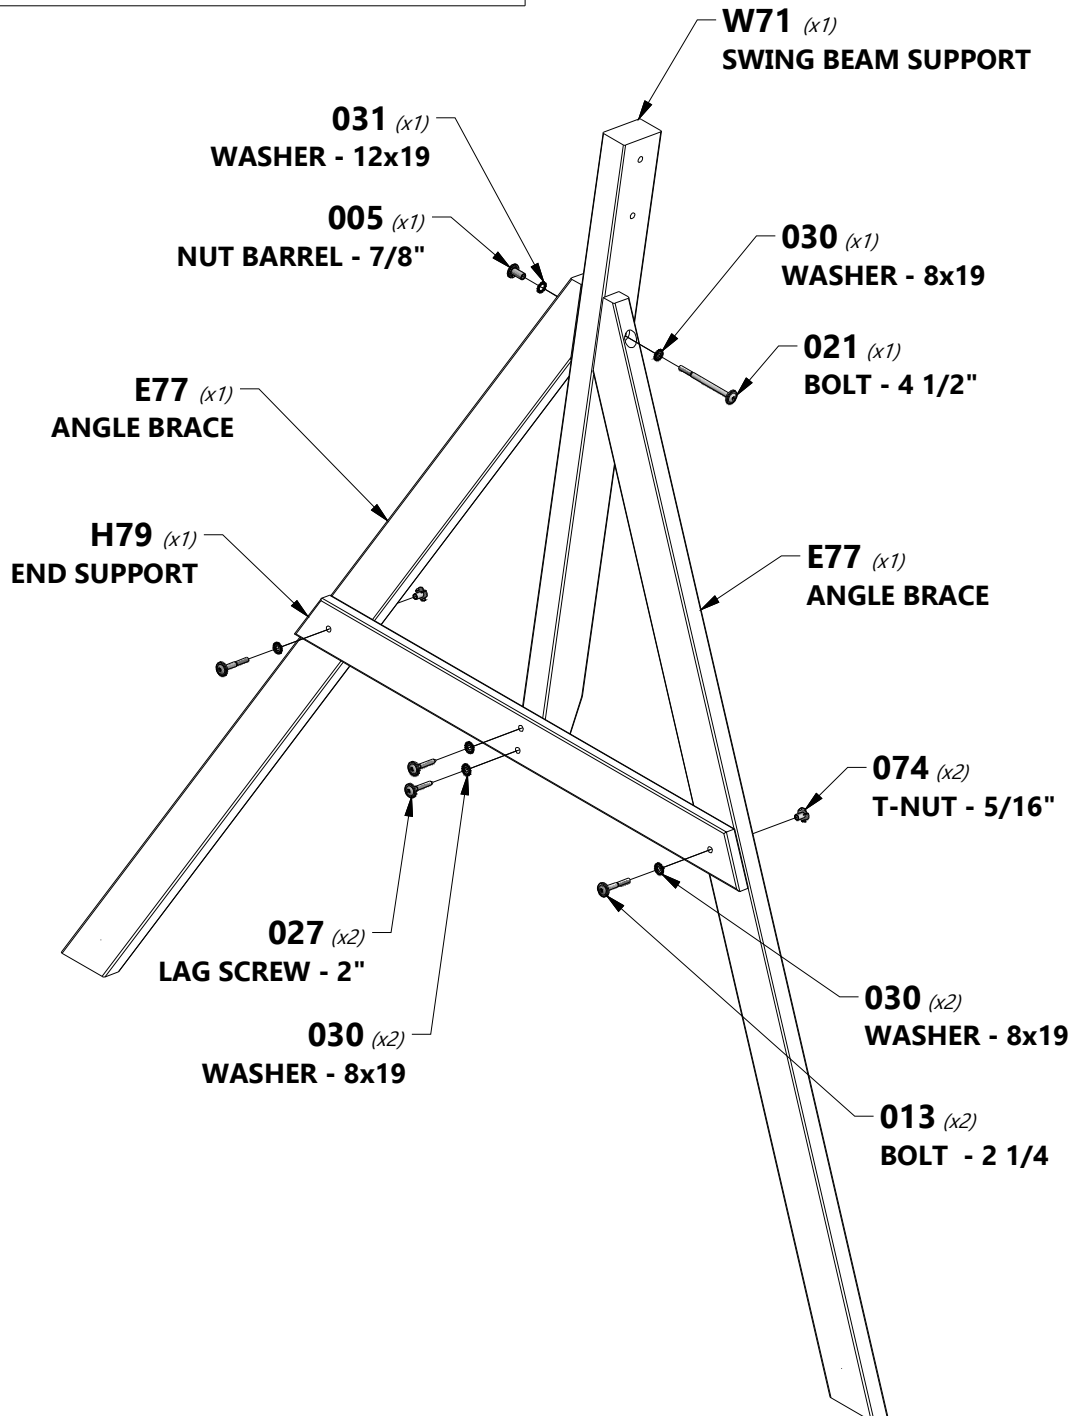 W71 (x1)
SWING BEAM SUPPORT
031 (x1)
WASHER - 12x19
005 (x1)
NUT BARREL - 7/8"
030 (x1)
WASHER - 8x19
021 (x1)
BOLT - 4 1/2"
E77 (x1)
ANGLE BRACE
H79 (x1)
END SUPPORT
E77 (x1)
ANGLE BRACE
074 (x2)
T-NUT - 5/16"
027 (x2)
LAG SCREW - 2"
030 (x2)
WASHER - 8x19
030 (x2)
WASHER - 8x19
013 (x2)
BOLT - 2 1/4